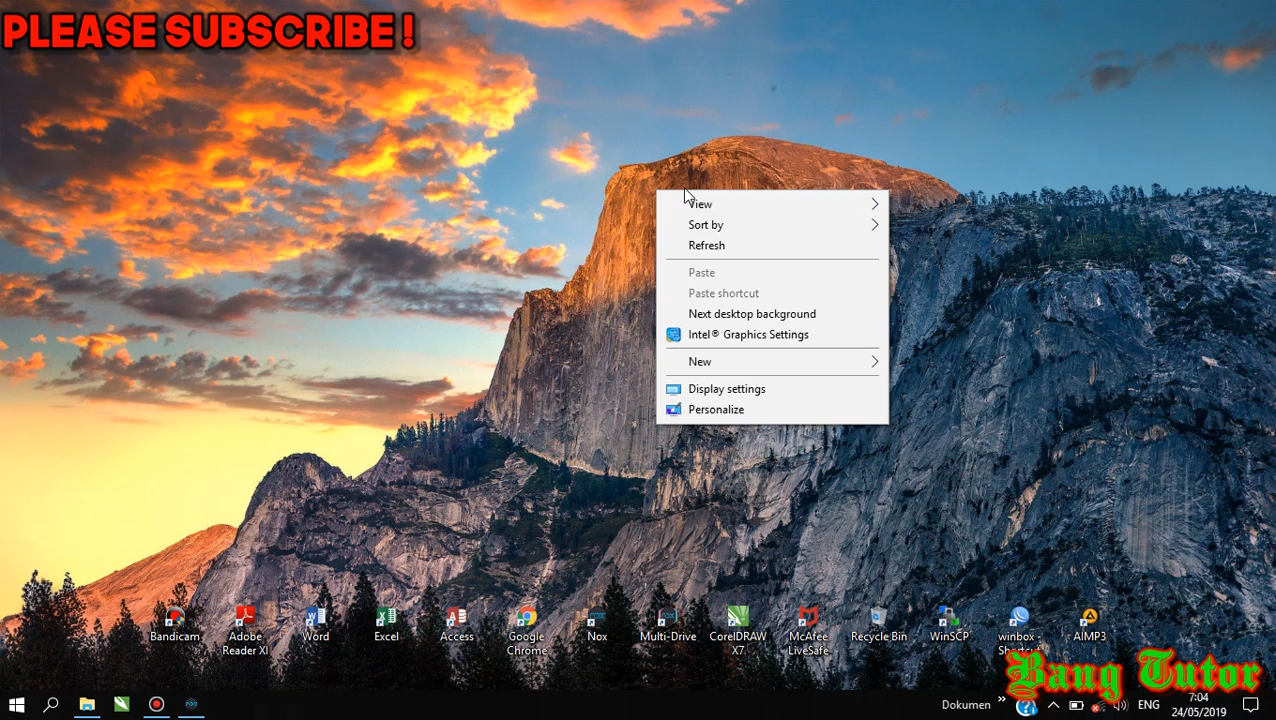 PLEASE SUBSCRIBE !
View
Sort by
Refresh
Paste
Paste shortcut
Next desktop background
Intel® Graphics Settings
New
Display settings
Personalize
Bandicam
Adobe
Reader XI
Word
Excel
Access
Google
Chrome
Nox
Multi-Drive
CorelDRAW
X7
McAfee
LiveSafe
Recycle Bin
WinSCP
winbox -
Shortcut
AIMP3
Bang Tutor
Dokumen
ENG
7:04
24/05/2019